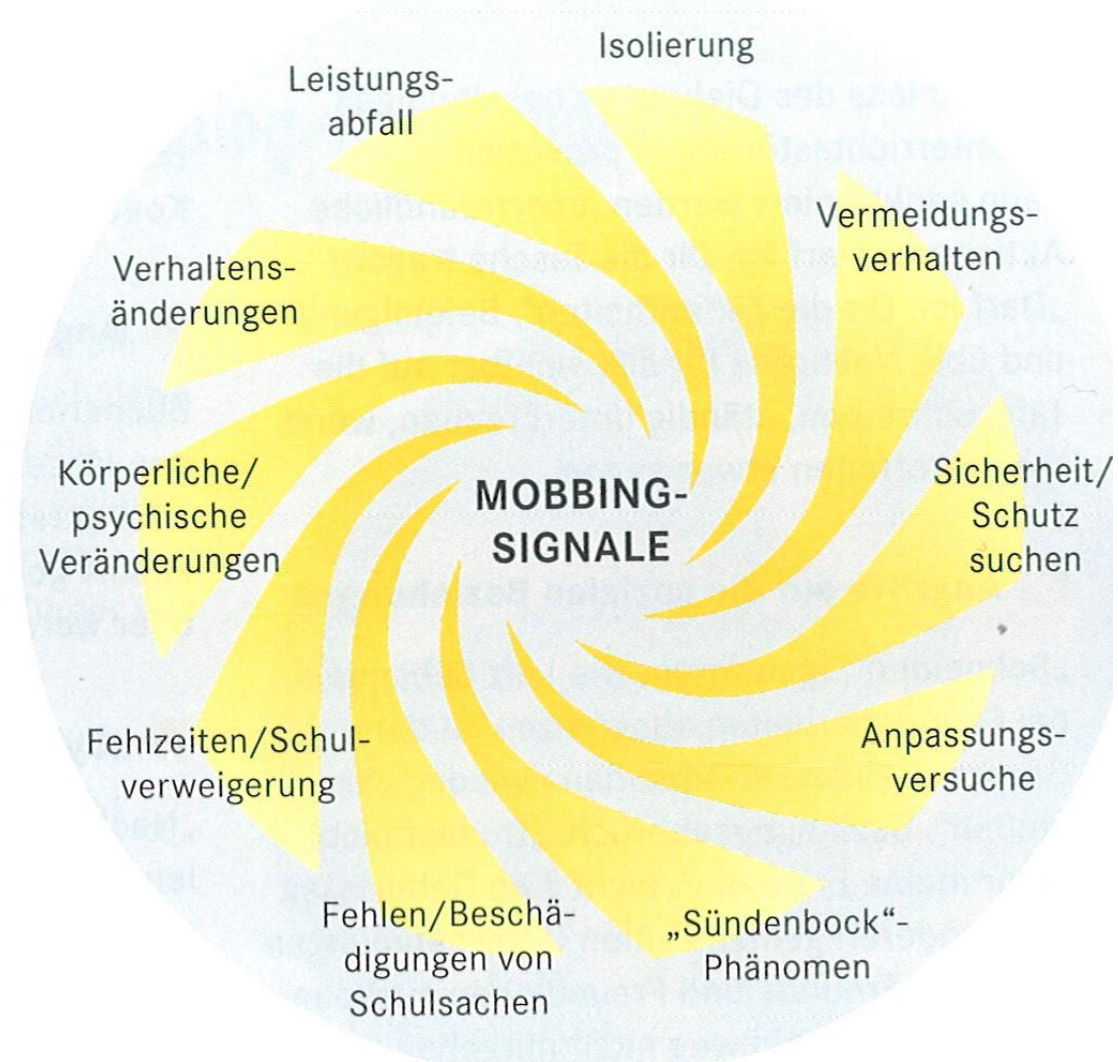 Isolierung
Leistungs-
abfall
Vermeidungs-
verhalten
Verhaltens-
änderungen
Körperliche/
psychische
Veränderungen
MOBBING-
SIGNALE
Sicherheit/
Schutz
suchen
Fehlzeiten/Schul-
verweigerung
Anpassungs-
versuche
Fehlen/Beschä-
digungen von
Schulsachen
„Sündenbock“-
Phänomen